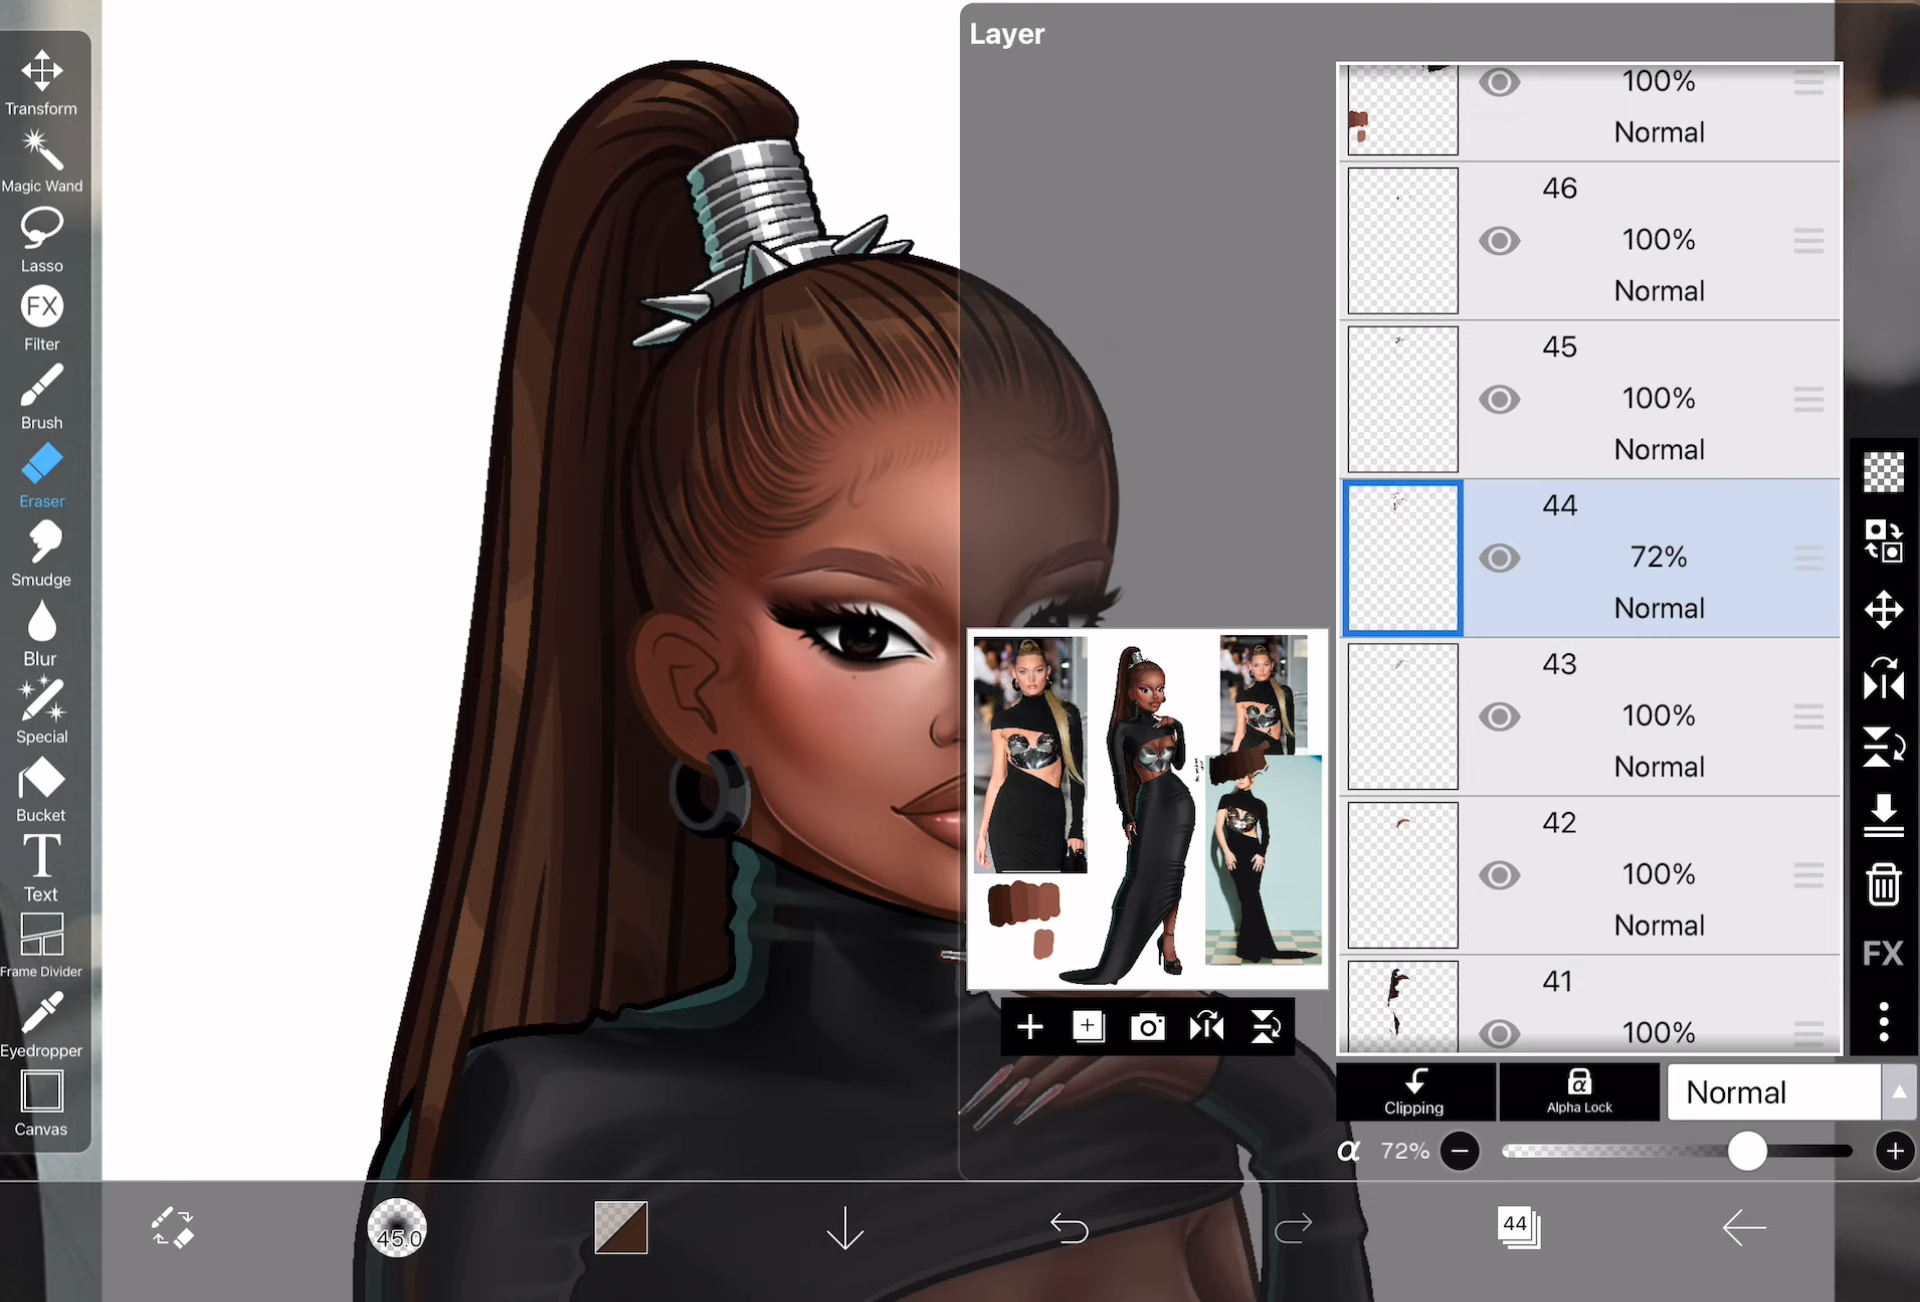 Layer
Transform
Magic Wand
Lasso
FX
Filter
Brush
Eraser
Smudge
Blur
Special
Bucket
T
Text
Frame Divider
Eyedropper
Canvas
100%
Normal
46
100%
Normal
45
100%
Normal
44
72%
Normal
43
100%
Normal
42
100%
Normal
41
100%
FX
Clipping
α
Alpha Lock
Normal
α 72%
45.0
44